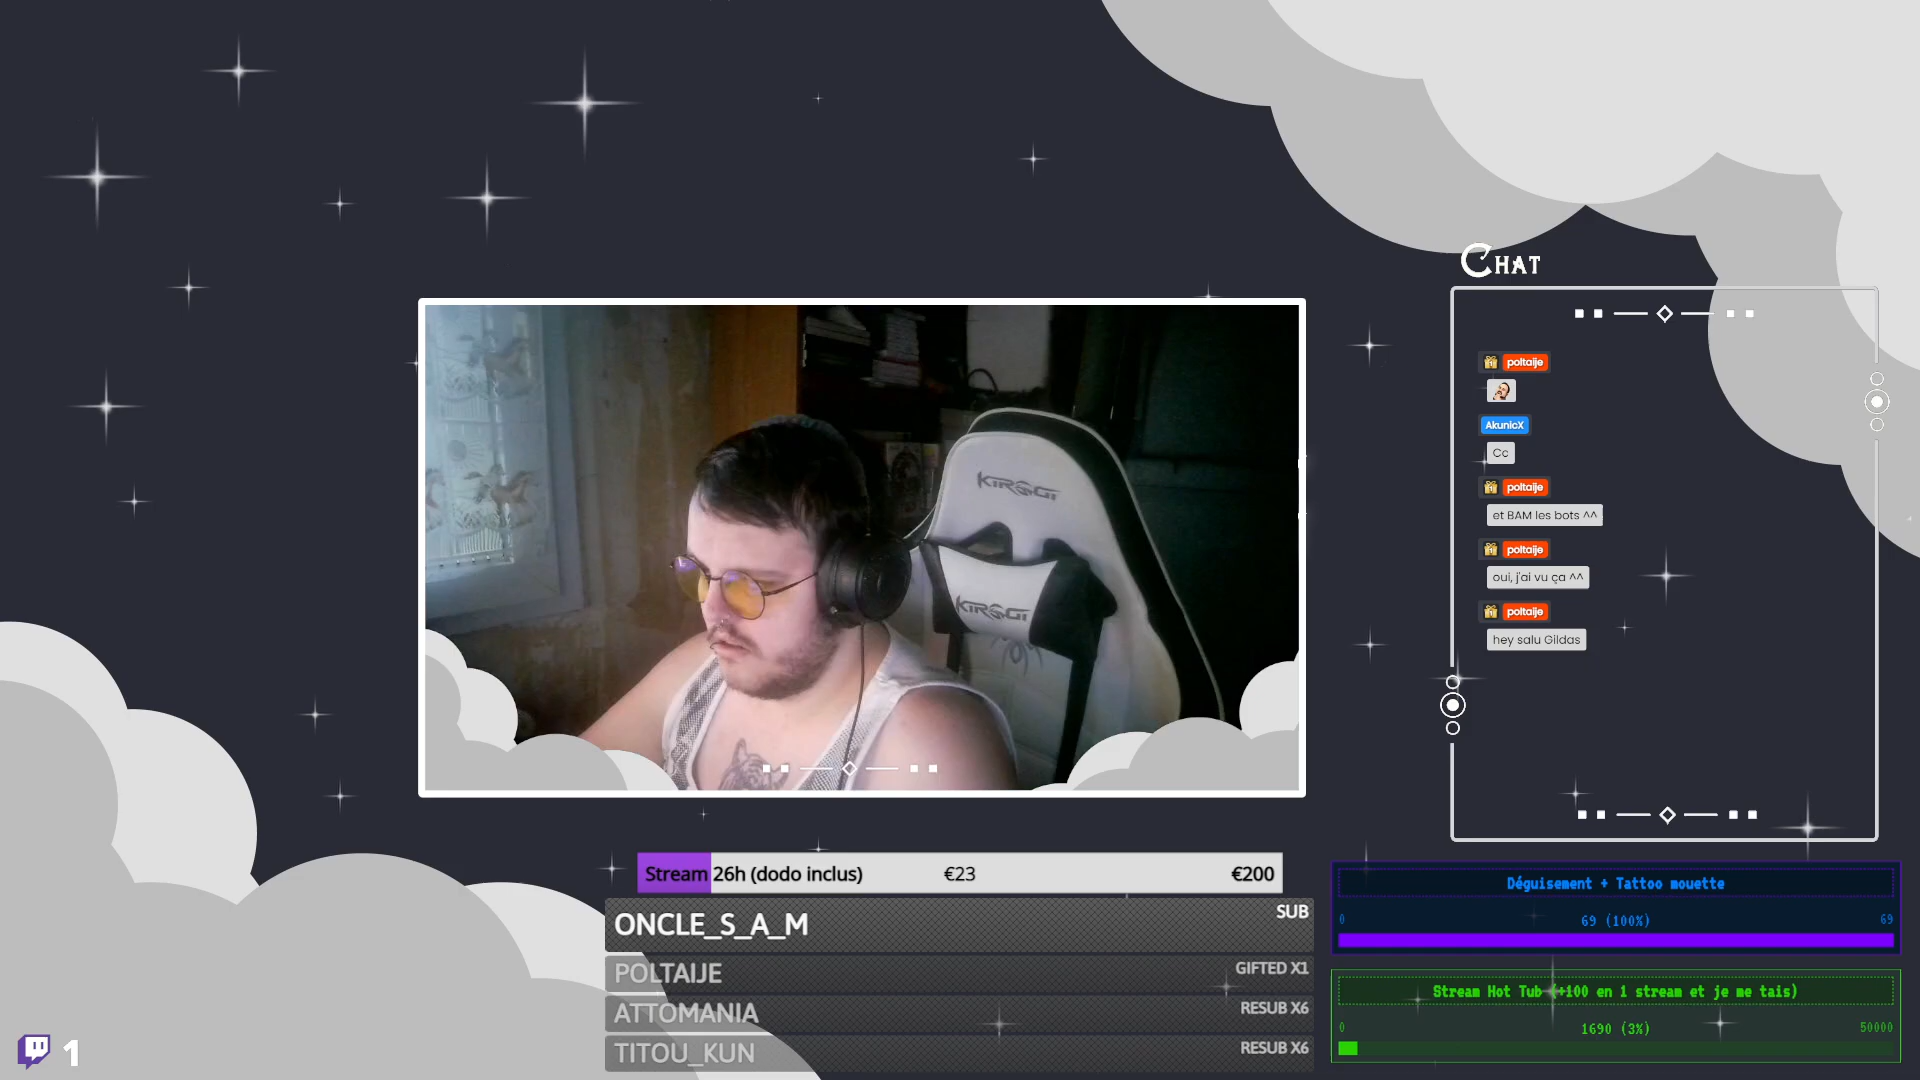 Chat
poltaije
AkunicX
Cc
poltaije
et BAM les bots ^^
poltaije
oui, j'ai vu ça ^^
poltaije
hey salu Gildas
KIROGI
KIROGI
Stream 26h (dodo inclus) €23 €200
ONCLE_S_A_M SUB
POLTAIJE GIFTED X1
ATTOMANIA RESUB X6
TITOU_KUN RESUB X6
Déguisement + Tattoo mouette
0 69 (100%) 69
Stream Hot Tub (+100 en 1 stream et je me tais)
0 1690 (3%) 50000
1